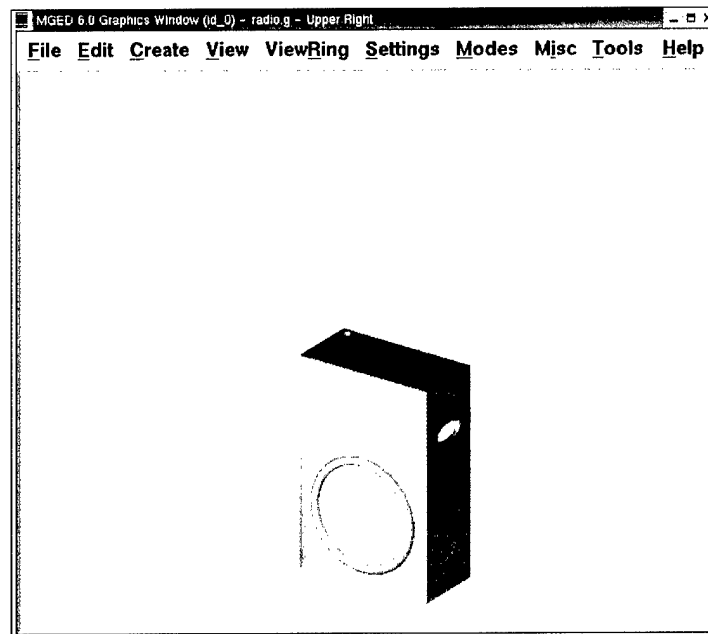 MGED 6.0 Graphics Window (id_0) - radio.g - Upper Right
File Edit Create View ViewRing Settings Modes Misc Tools Help